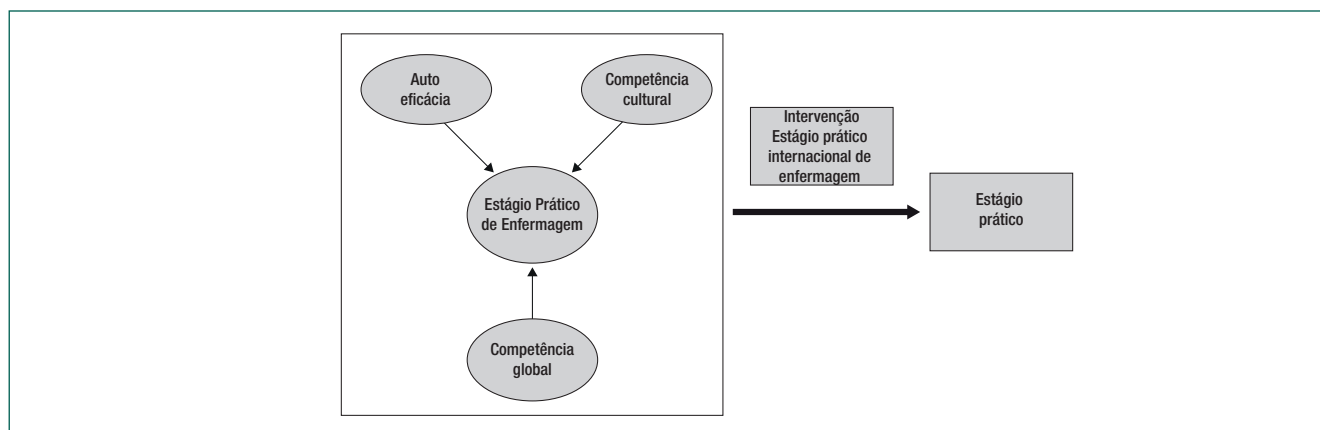 Auto
eficácia
Competência
cultural
Estágio Prático
de Enfermagem
Competência
global
Intervenção
Estágio prático
internacional de
enfermagem
Estágio
prático